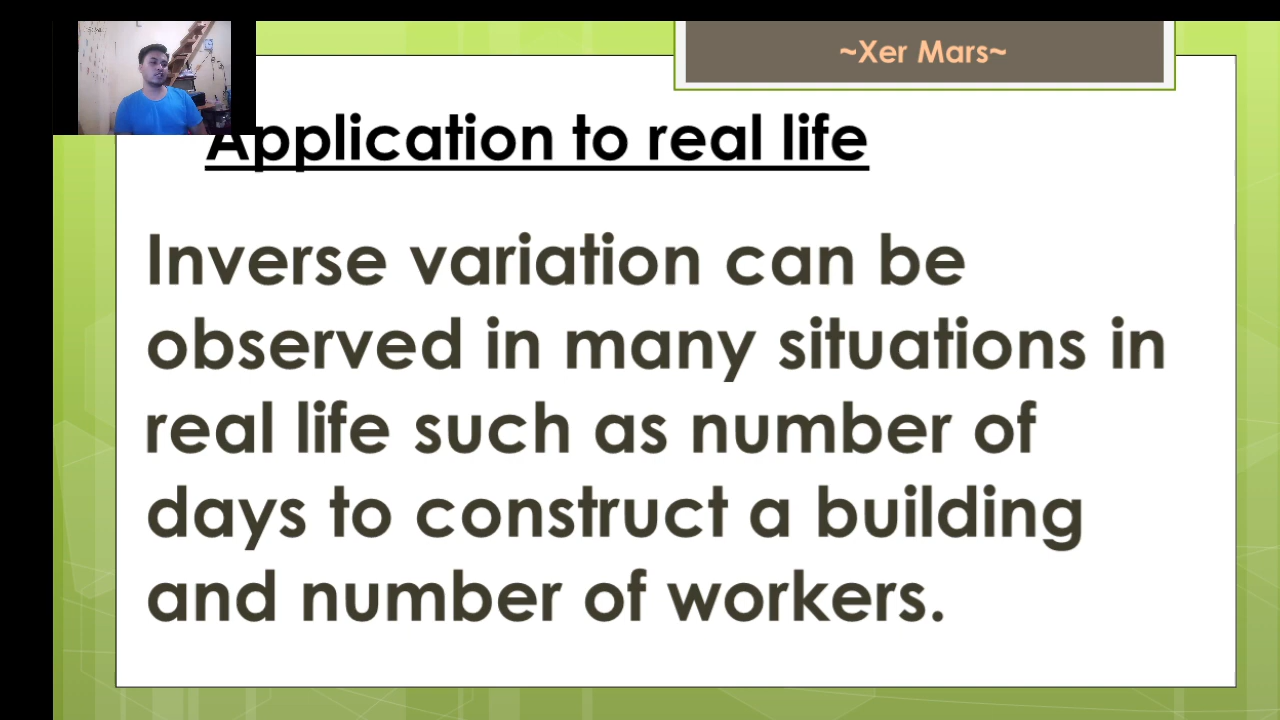 ~Xer Mars~
Application to real life
Inverse variation can be
observed in many situations in
real life such as number of
days to construct a building
and number of workers.